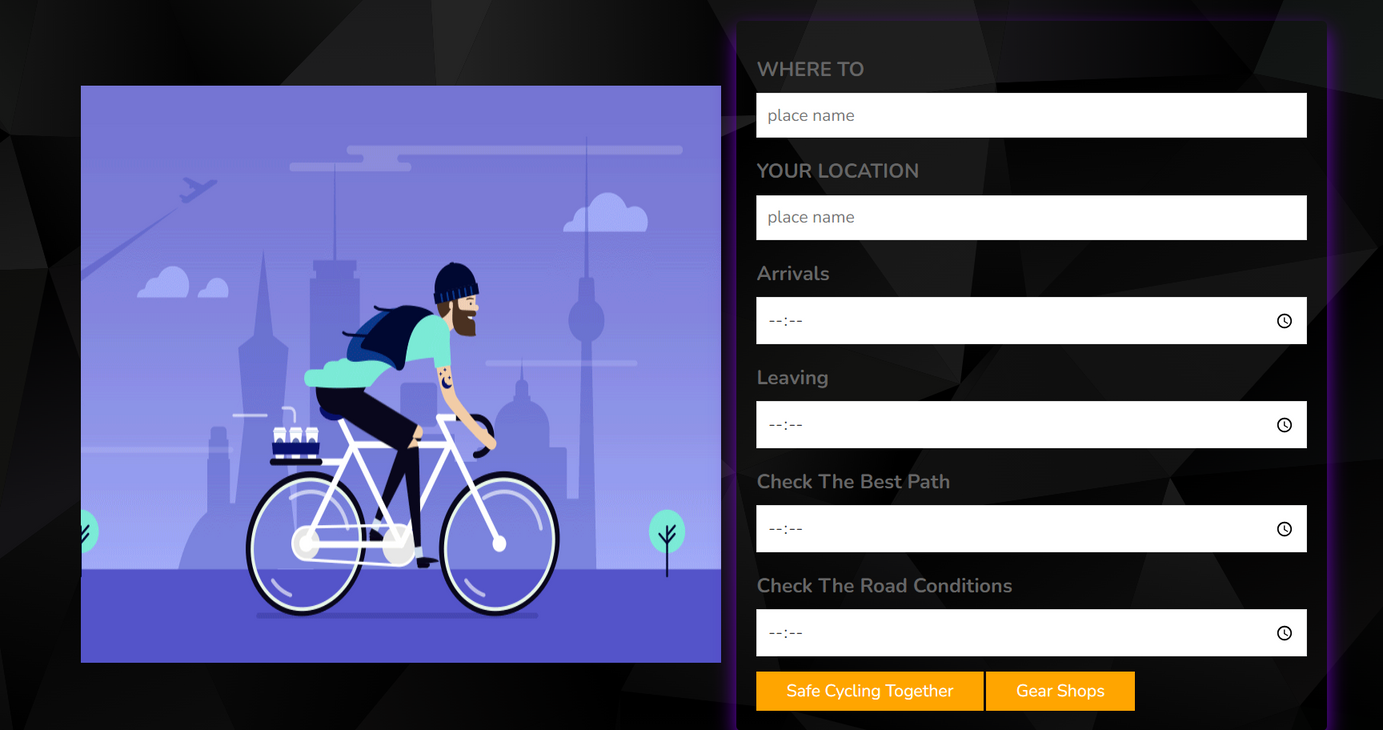 WHERE TO
place name
YOUR LOCATION
place name
Arrivals
--:--
Leaving
--:--
Check The Best Path
--:--
Check The Road Conditions
--:--
Safe Cycling Together Gear Shops